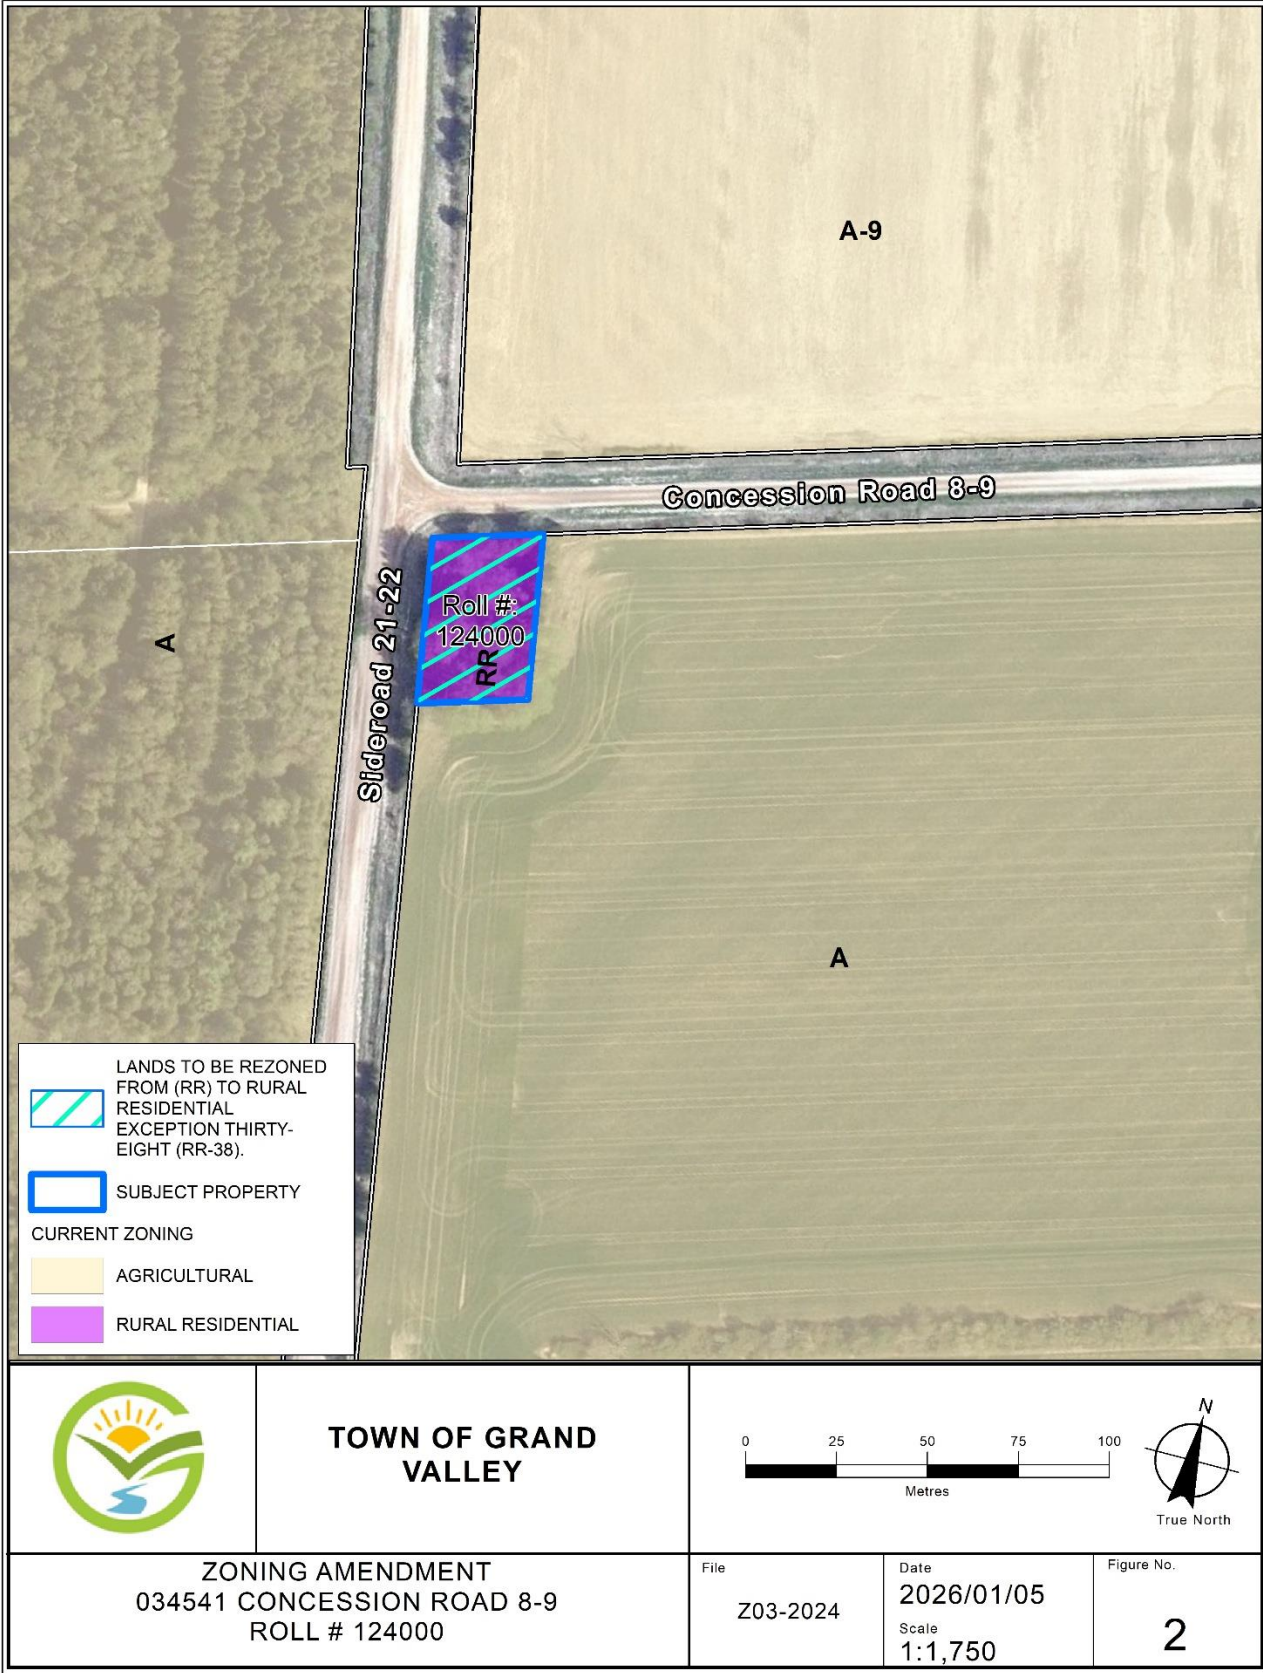 A-9
Concession Road 8-9
Sideroad 21-22
Roll #:
124000
RR
A
A
LANDS TO BE REZONED
FROM (RR) TO RURAL
RESIDENTIAL
EXCEPTION THIRTY-
EIGHT (RR-38).
SUBJECT PROPERTY
CURRENT ZONING
AGRICULTURAL
RURAL RESIDENTIAL
TOWN OF GRAND
VALLEY
0 25 50 75 100
Metres
N
True North
ZONING AMENDMENT
034541 CONCESSION ROAD 8-9
ROLL # 124000
File
Z03-2024
Date
2026/01/05
Scale
1:1,750
Figure No.
2